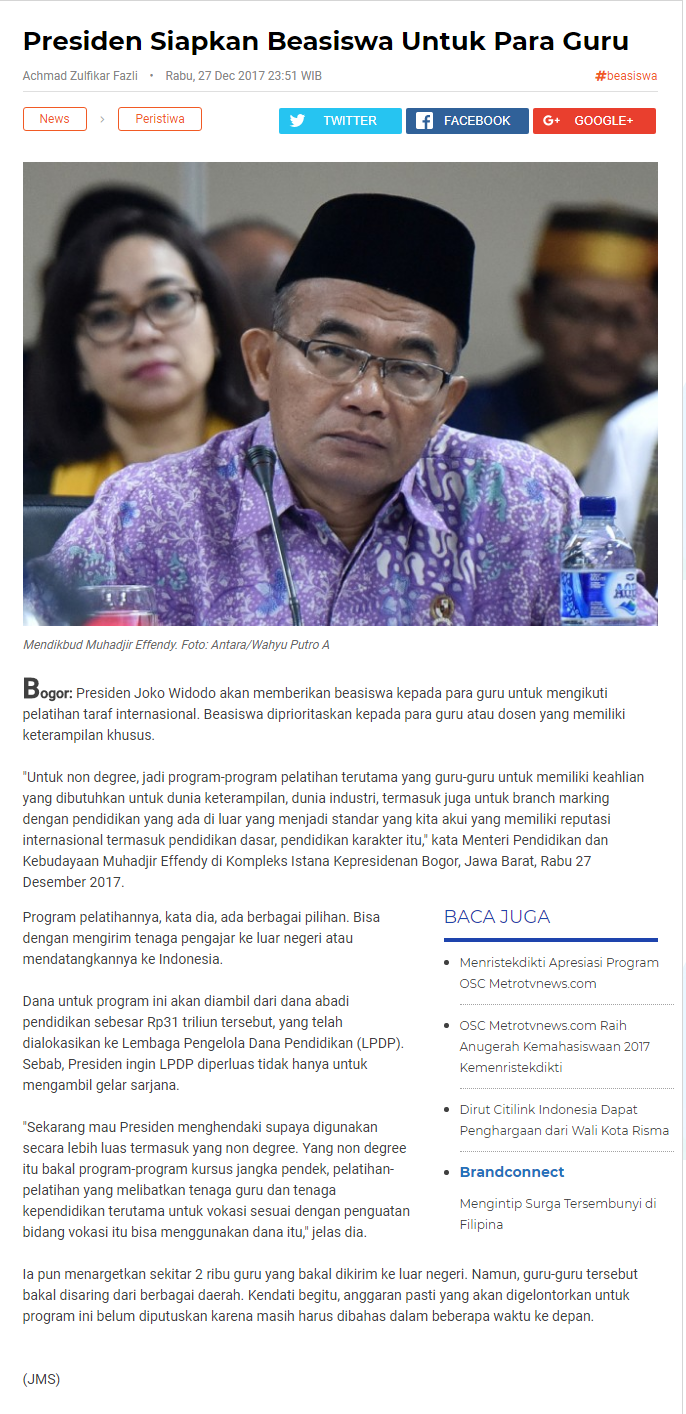 Presiden Siapkan Beasiswa Untuk Para Guru
Achmad Zulfikar Fazli • Rabu, 27 Dec 2017 23:51 WIB
#beasiswa
News › Peristiwa
TWITTER
FACEBOOK
G+ GOOGLE+
AQUA
Mendikbud Muhadjir Effendy. Foto: Antara/Wahyu Putro A
Bogor: Presiden Joko Widodo akan memberikan beasiswa kepada para guru untuk mengikuti
pelatihan taraf internasional. Beasiswa diprioritaskan kepada para guru atau dosen yang memiliki
keterampilan khusus.
"Untuk non degree, jadi program-program pelatihan terutama yang guru-guru untuk memiliki keahlian
yang dibutuhkan untuk dunia keterampilan, dunia industri, termasuk juga untuk branch marking
dengan pendidikan yang ada di luar yang menjadi standar yang kita akui yang memiliki reputasi
internasional termasuk pendidikan dasar, pendidikan karakter itu," kata Menteri Pendidikan dan
Kebudayaan Muhadjir Effendy di Kompleks Istana Kepresidenan Bogor, Jawa Barat, Rabu 27
Desember 2017.
Program pelatihannya, kata dia, ada berbagai pilihan. Bisa
dengan mengirim tenaga pengajar ke luar negeri atau
mendatangkannya ke Indonesia.
Dana untuk program ini akan diambil dari dana abadi
pendidikan sebesar Rp31 triliun tersebut, yang telah
dialokasikan ke Lembaga Pengelola Dana Pendidikan (LPDP).
Sebab, Presiden ingin LPDP diperluas tidak hanya untuk
mengambil gelar sarjana.
"Sekarang mau Presiden menghendaki supaya digunakan
secara lebih luas termasuk yang non degree. Yang non degree
itu bakal program-program kursus jangka pendek, pelatihan-
pelatihan yang melibatkan tenaga guru dan tenaga
kependidikan terutama untuk vokasi sesuai dengan penguatan
bidang vokasi itu bisa menggunakan dana itu," jelas dia.
BACA JUGA
• Menristekdikti Apresiasi Program
OSC Metrotvnews.com
• OSC Metrotvnews.com Raih
Anugerah Kemahasiswaan 2017
Kemenristekdikti
• Dirut Citilink Indonesia Dapat
Penghargaan dari Wali Kota Risma
• Brandconnect
Mengintip Surga Tersembunyi di
Filipina
Ia pun menargetkan sekitar 2 ribu guru yang bakal dikirim ke luar negeri. Namun, guru-guru tersebut
bakal disaring dari berbagai daerah. Kendati begitu, anggaran pasti yang akan digelontorkan untuk
program ini belum diputuskan karena masih harus dibahas dalam beberapa waktu ke depan.
(JMS)